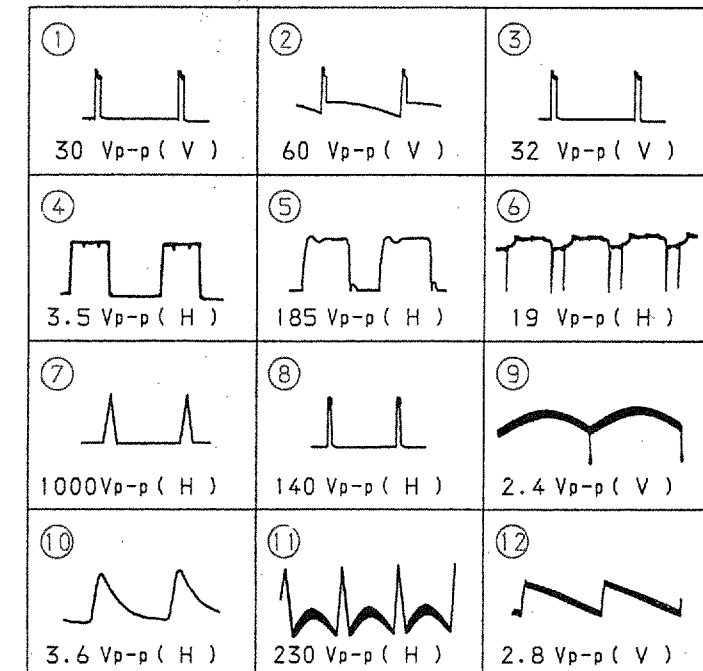 ① ② ③
30 Vp-p ( V ) 60 Vp-p ( V ) 32 Vp-p ( V )
④ ⑤ ⑥
3.5 Vp-p ( H ) 185 Vp-p ( H ) 19 Vp-p ( H )
⑦ ⑧ ⑨
1000Vp-p ( H ) 140 Vp-p ( H ) 2.4 Vp-p ( V )
⑩ ⑪ ⑫
3.6 Vp-p ( H ) 230 Vp-p ( H ) 2.8 Vp-p ( V )